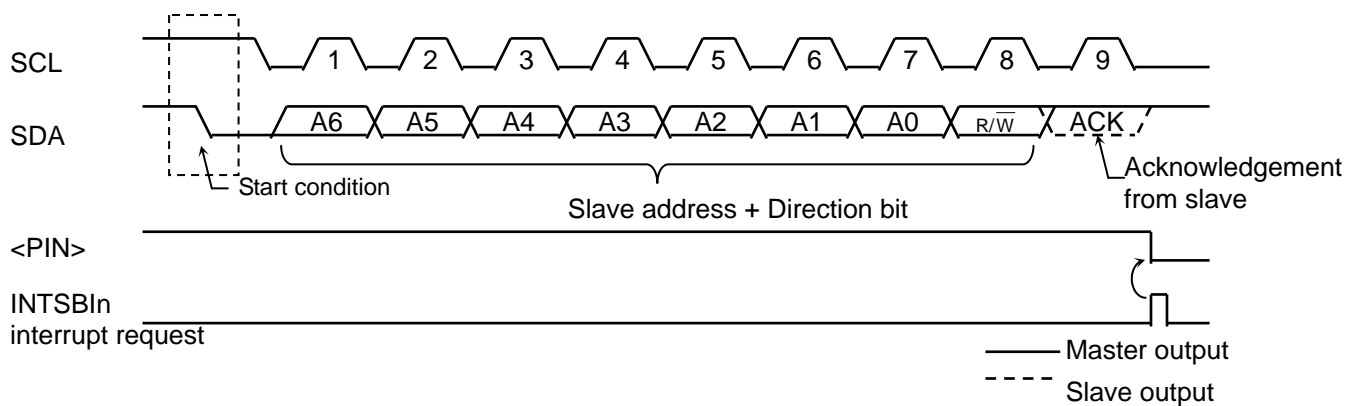 SCL
1 2 3 4 5 6 7 8 9
SDA
A6 A5 A4 A3 A2 A1 A0 R/W̅ ACK
Start condition
Acknowledgement
from slave
Slave address + Direction bit
<PIN>
INTSBIn
interrupt request
Master output
Slave output